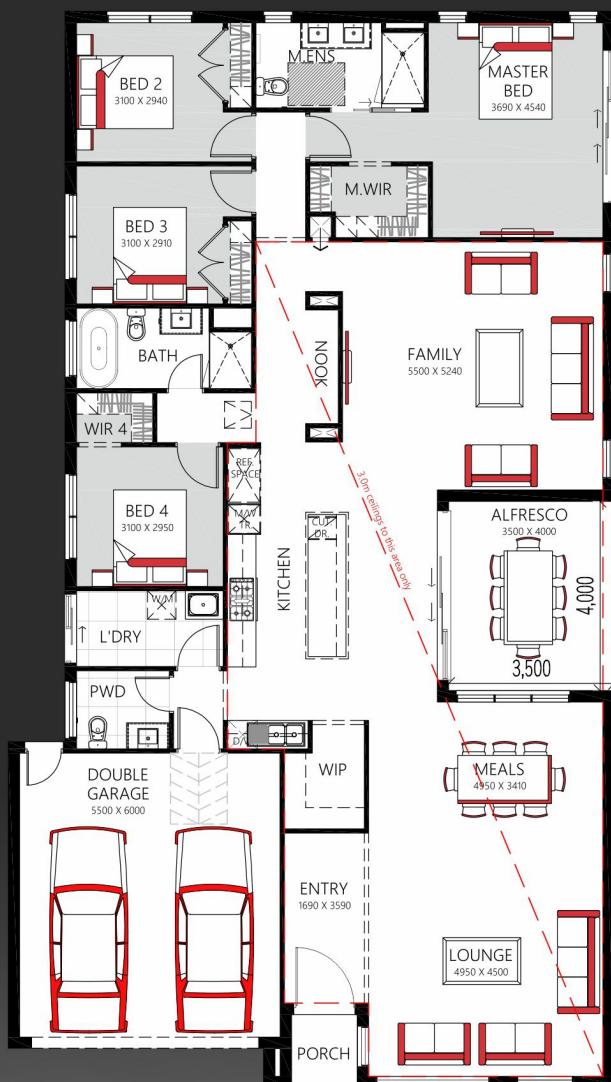 BED 2
3100 X 2940
M.ENS
MASTER
BED
3690 X 4540
M.WIR
BED 3
3100 X 2910
BATH
NOOK
FAMILY
5500 X 5240
WIR 4
REF.
SPACE
M/W
TR.
BED 4
3100 X 2950
CUT.
DR.
KITCHEN
3.0m ceilings to this area only
ALFRESCO
3500 X 4000
4,000
3,500
W/M
L'DRY
PWD
D/W
WIP
DOUBLE
GARAGE
5500 X 6000
MEALS
4950 X 3410
ENTRY
1690 X 3590
LOUNGE
4950 X 4500
PORCH